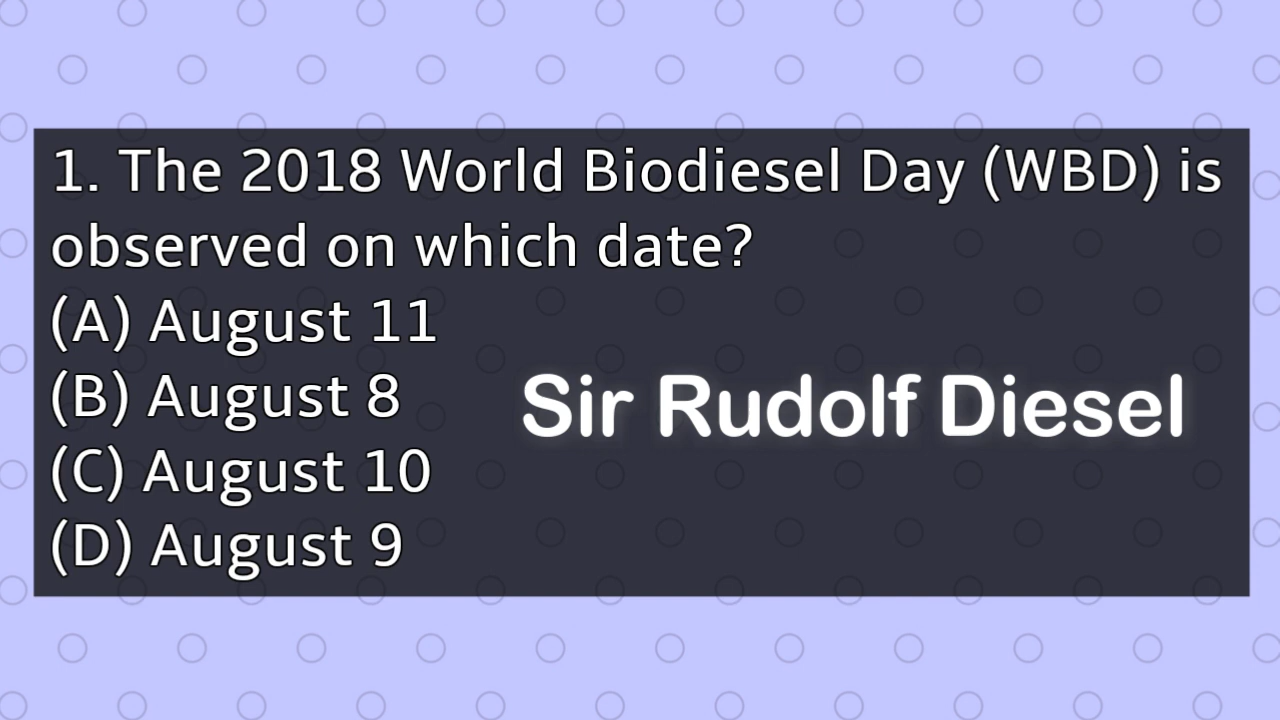 1. The 2018 World Biodiesel Day (WBD) is
observed on which date?
(A) August 11
(B) August 8
Sir Rudolf Diesel
(C) August 10
(D) August 9